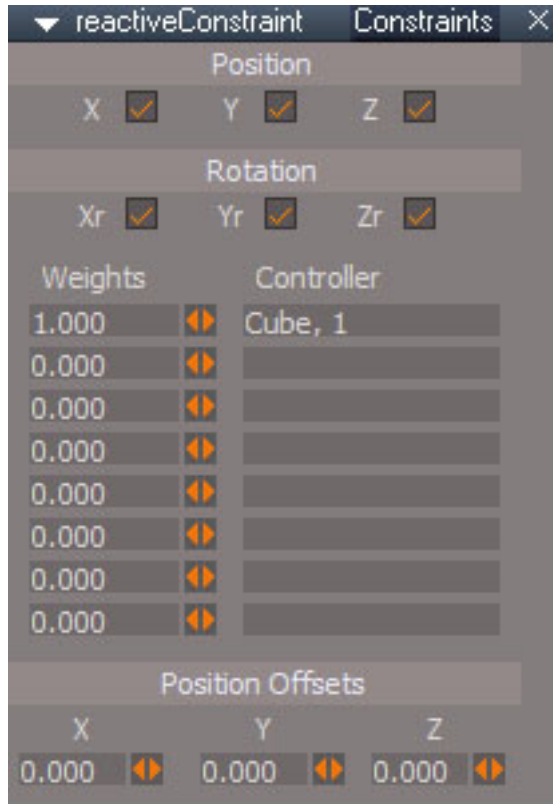 reactiveConstraint Constraints
Position
X Y Z
Rotation
Xr Yr Zr
Weights Controller
1.000 Cube, 1
0.000
0.000
0.000
0.000
0.000
0.000
0.000
Position Offsets
X Y Z
0.000 0.000 0.000